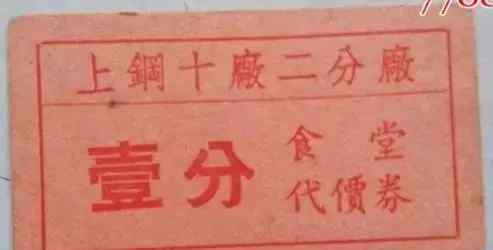 上鋼十廠二分廠
壹分
食堂
代價券